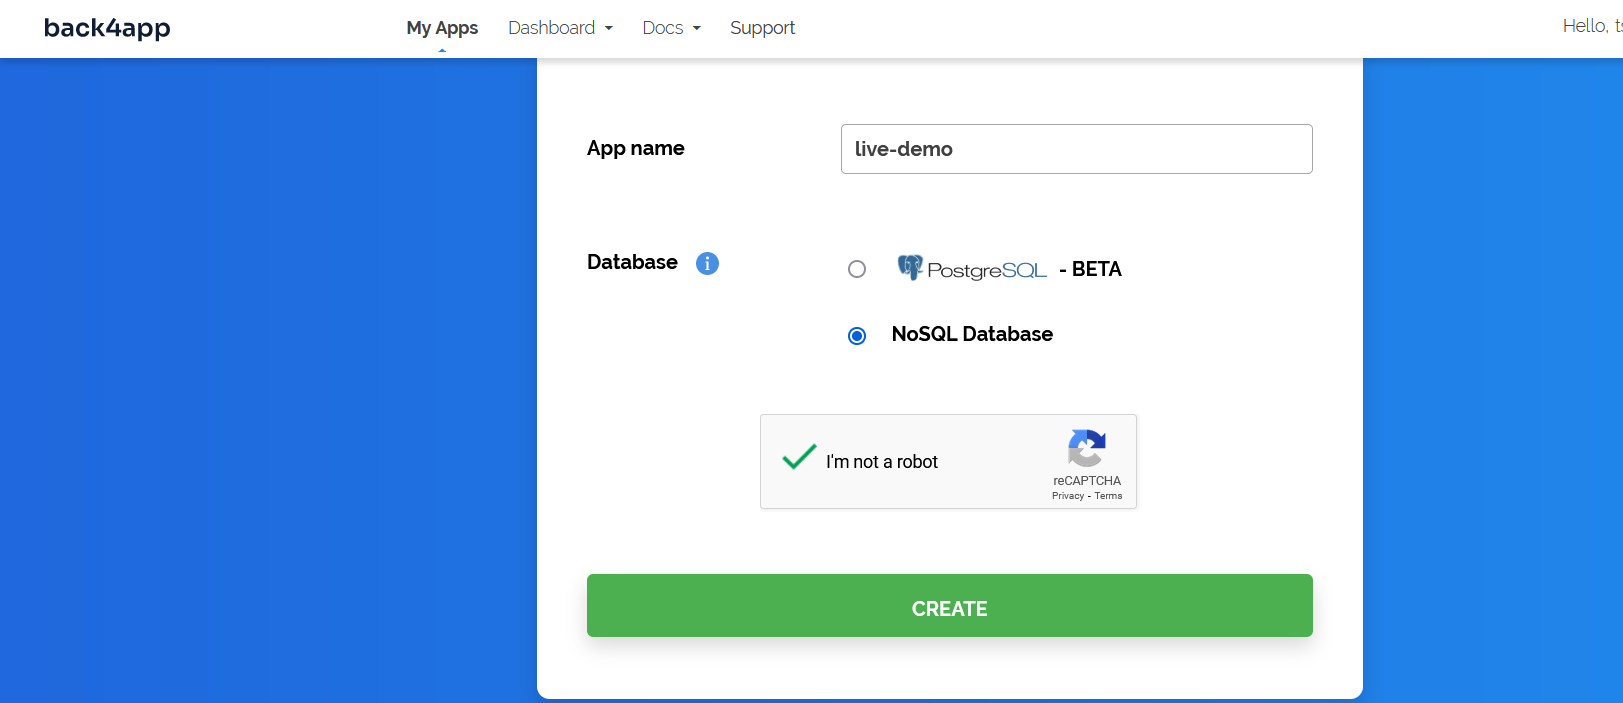 back4app My Apps Dashboard Docs Support Hello,
App name live-demo
Database i PostgreSQL - BETA
NoSQL Database
I'm not a robot
reCAPTCHA
Privacy - Terms
CREATE